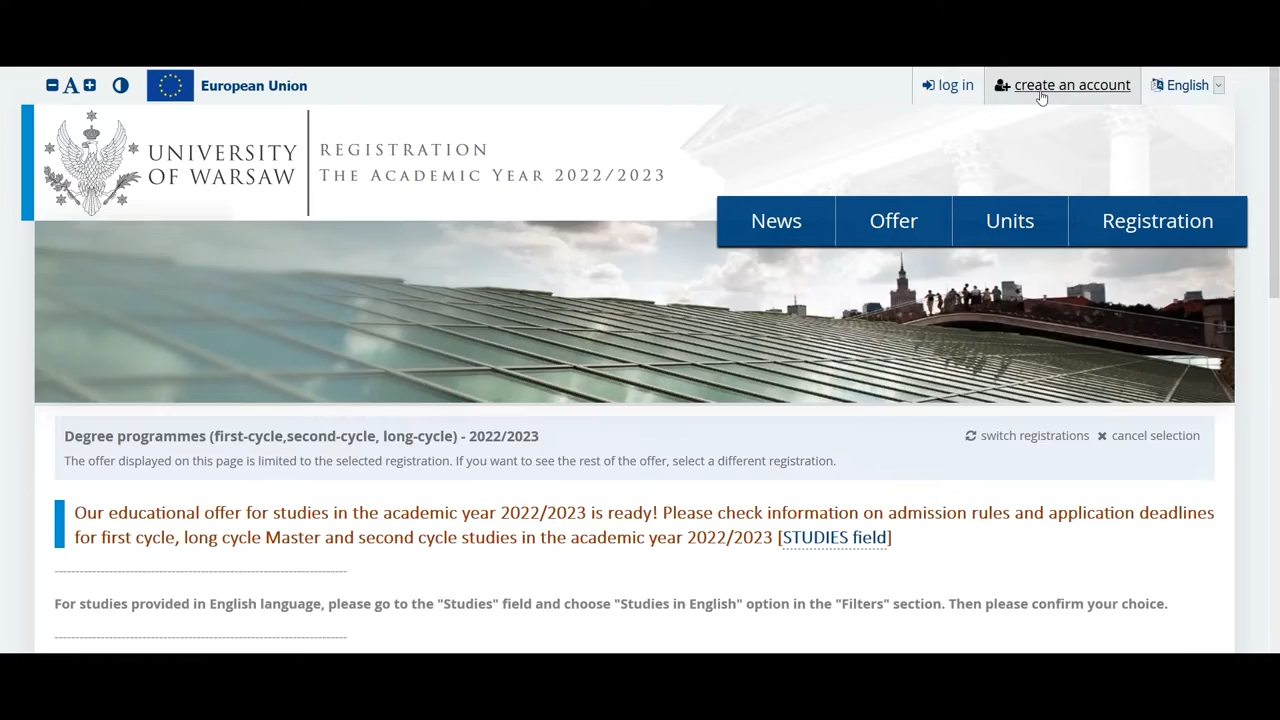 A European Union log in create an account English
UNIVERSITY
OF WARSAW
REGISTRATION
THE ACADEMIC YEAR 2022/2023
News Offer Units Registration
Degree programmes (first-cycle,second-cycle, long-cycle) - 2022/2023 switch registrations cancel selection
The offer displayed on this page is limited to the selected registration. If you want to see the rest of the offer, select a different registration.
Our educational offer for studies in the academic year 2022/2023 is ready! Please check information on admission rules and application deadlines
for first cycle, long cycle Master and second cycle studies in the academic year 2022/2023 [STUDIES field]
----------------------------------------------------------------------
For studies provided in English language, please go to the "Studies" field and choose "Studies in English" option in the "Filters" section. Then please confirm your choice.
----------------------------------------------------------------------